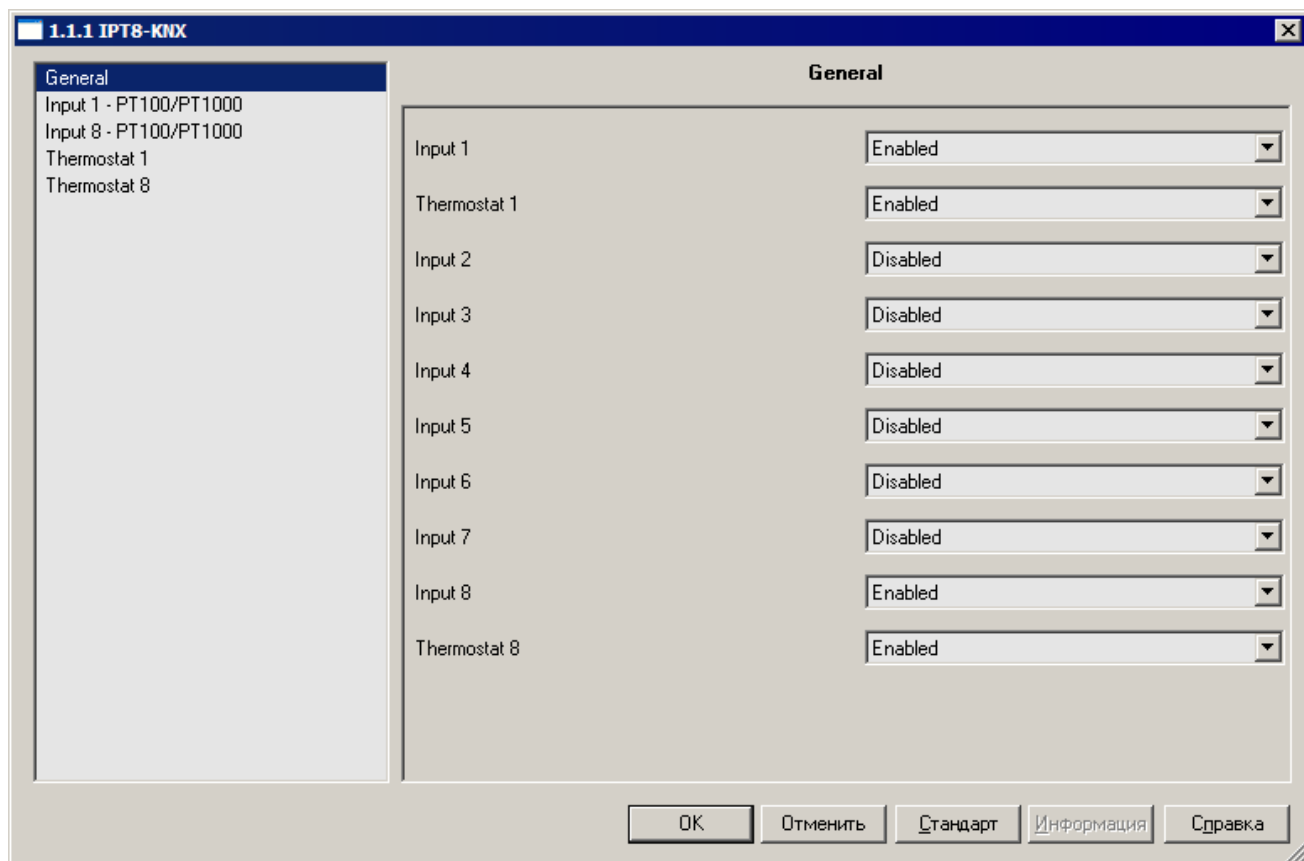 1.1.1 IPT8-KNX
General
Input 1 - PT100/PT1000
Input 8 - PT100/PT1000
Thermostat 1
Thermostat 8
General
Input 1 Enabled
Thermostat 1 Enabled
Input 2 Disabled
Input 3 Disabled
Input 4 Disabled
Input 5 Disabled
Input 6 Disabled
Input 7 Disabled
Input 8 Enabled
Thermostat 8 Enabled
OK Отменить Стандарт Информация Справка